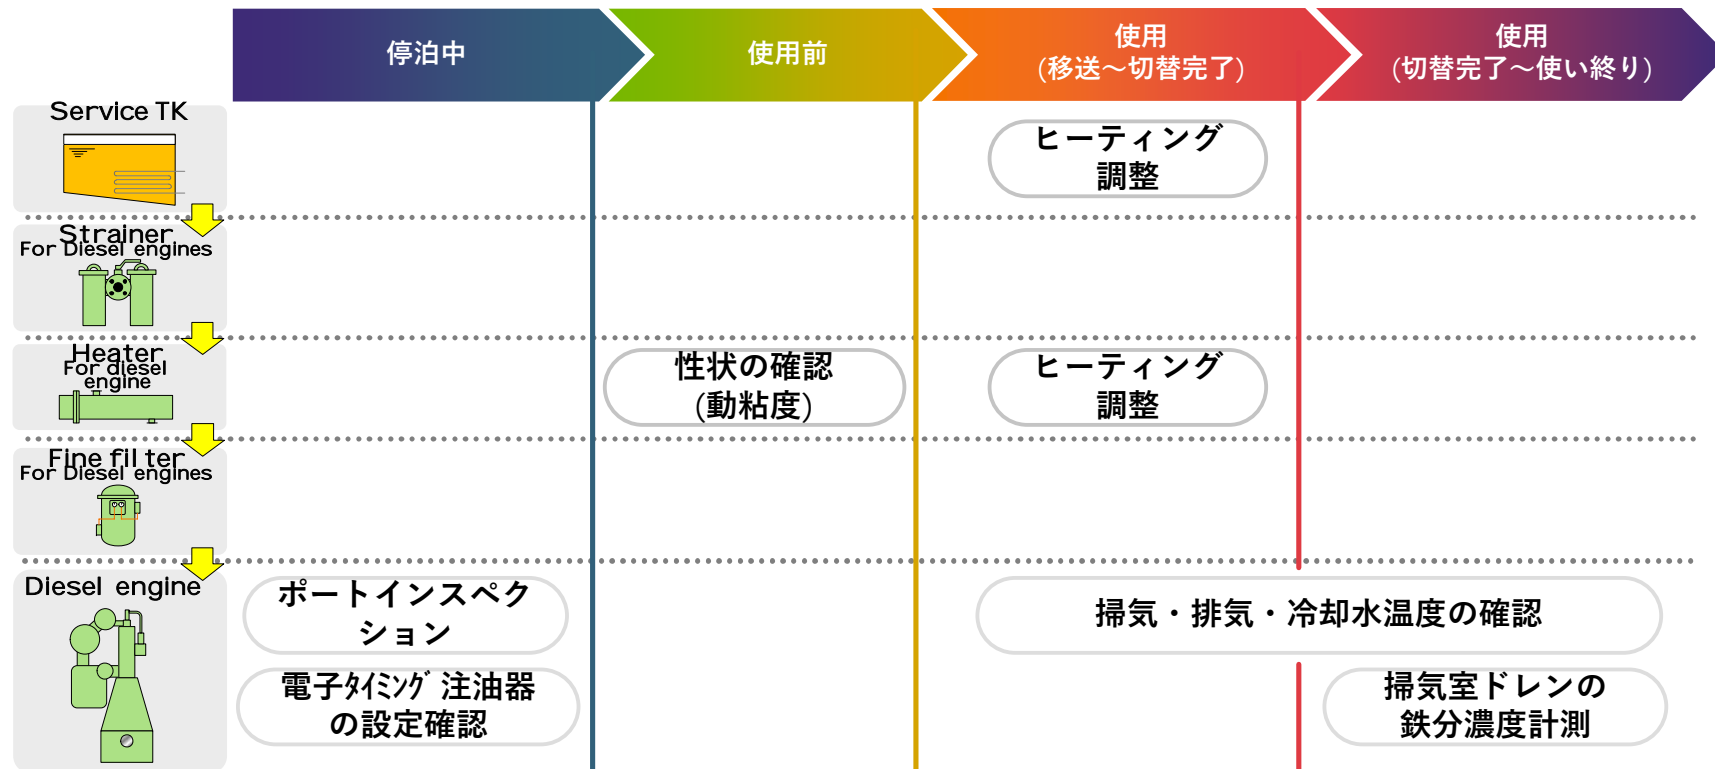 停泊中
使用前
使用
(移送～切替完了)
使用
(切替完了～使い終り)
Service TK
ヒーティング
調整
Strainer
For Diesel engines
Heater
For diesel
engine
性状の確認
(動粘度)
ヒーティング
調整
Fine filter
For Diesel engines
Diesel engine
ポートインスペク
ション
掃気・排気・冷却水温度の確認
電子ﾀｲﾐﾝｸﾞ注油器
の設定確認
掃気室ドレンの
鉄分濃度計測